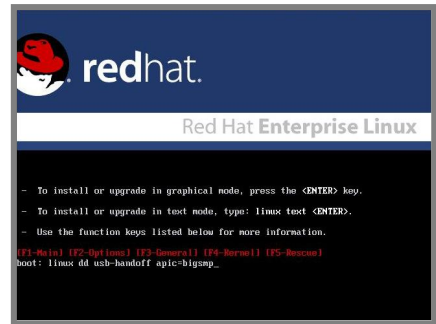 redhat.
Red Hat Enterprise Linux
- To install or upgrade in graphical mode, press the <ENTER> key.
- To install or upgrade in text mode, type: linux text <ENTER>.
- Use the function keys listed below for more information.
[F1-Main] [F2-Options] [F3-General] [F4-Kernel] [F5-Rescue]
boot: linux dd usb-handoff apic=bigsmp_